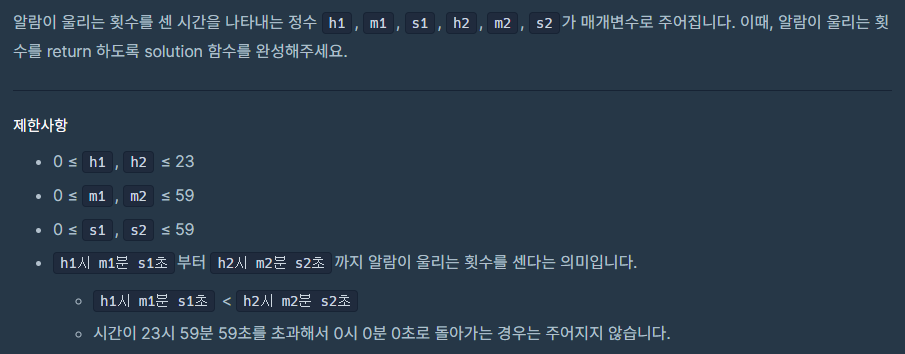 알람이 울리는 횟수를 센 시간을 나타내는 정수 h1, m1, s1, h2, m2, s2가 매개변수로 주어집니다. 이때, 알람이 울리는 횟
수를 return 하도록 solution 함수를 완성해주세요.
제한사항
• 0 ≤ h1, h2 ≤ 23
• 0 ≤ m1, m2 ≤ 59
• 0 ≤ s1, s2 ≤ 59
• h1시 m1분 s1초부터 h2시 m2분 s2초까지 알람이 울리는 횟수를 센다는 의미입니다.
◦ h1시 m1분 s1초 < h2시 m2분 s2초
◦ 시간이 23시 59분 59초를 초과해서 0시 0분 0초로 돌아가는 경우는 주어지지 않습니다.